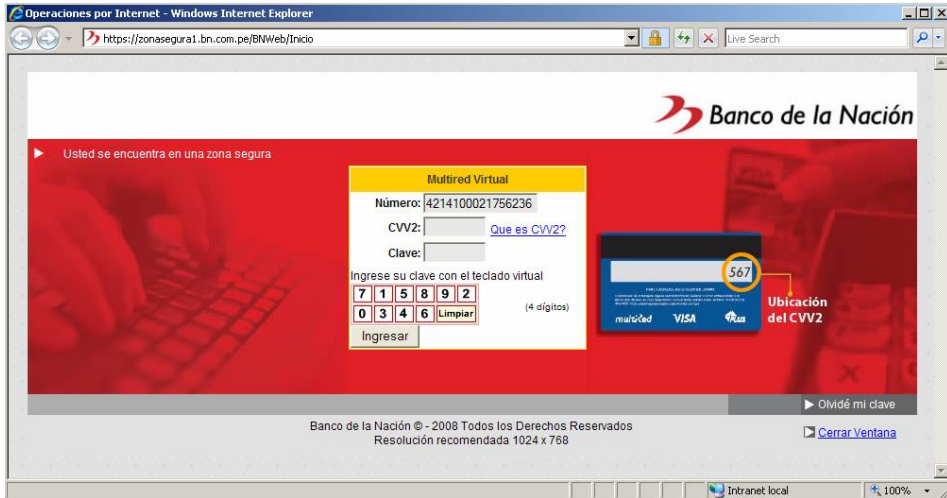 Operaciones por Internet - Windows Internet Explorer
https://zonasegura1.bn.com.pe/BNWeb/Inicio
Live Search
Banco de la Nación
Usted se encuentra en una zona segura
Multired Virtual
Número: 4214100021756236
CVV2: Que es CVV2?
Clave:
Ingrese su clave con el teclado virtual
7 1 5 8 9 2
0 3 4 6 Limpiar
(4 dígitos)
Ingresar
567
multired VISA Plus
Ubicación
del CVV2
Olvidé mi clave
Banco de la Nación © - 2008 Todos los Derechos Reservados
Resolución recomendada 1024 x 768
Cerrar Ventana
Intranet local
100%